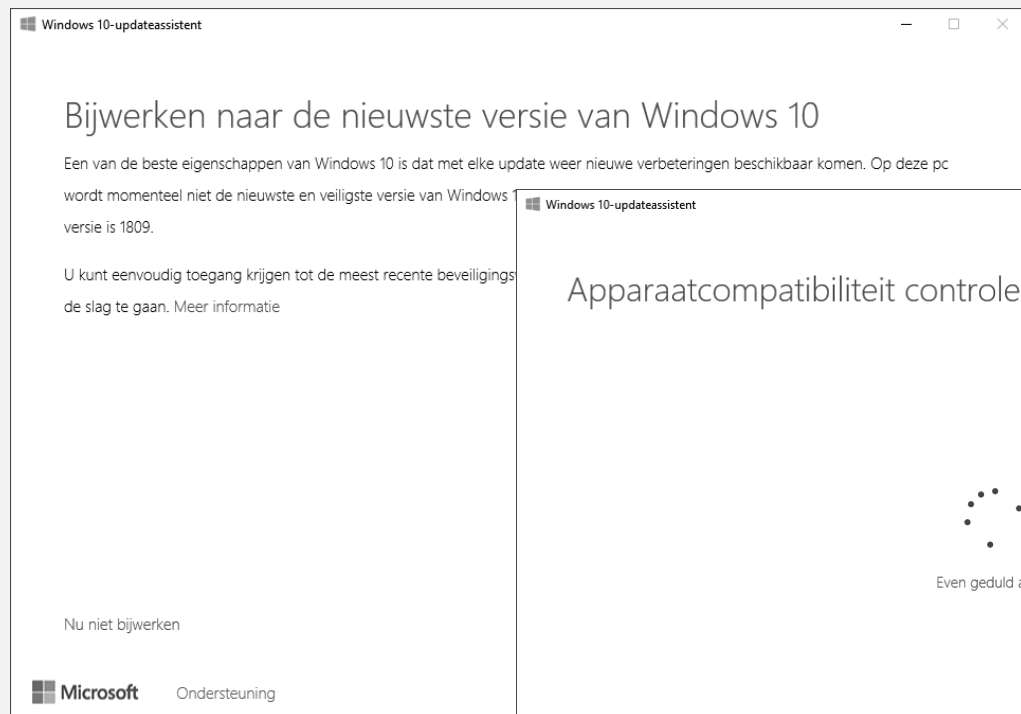 Windows 10-updateassistent
Bijwerken naar de nieuwste versie van Windows 10
Een van de beste eigenschappen van Windows 10 is dat met elke update weer nieuwe verbeteringen beschikbaar komen. Op deze pc
wordt momenteel niet de nieuwste en veiligste versie van Windows
versie is 1809.
U kunt eenvoudig toegang krijgen tot de meest recente
de slag te gaan. Meer informatie
Nu niet bijwerken
Microsoft
Ondersteuning
Windows 10-updateassistent
Apparaatcompatibiliteit
Even geduld